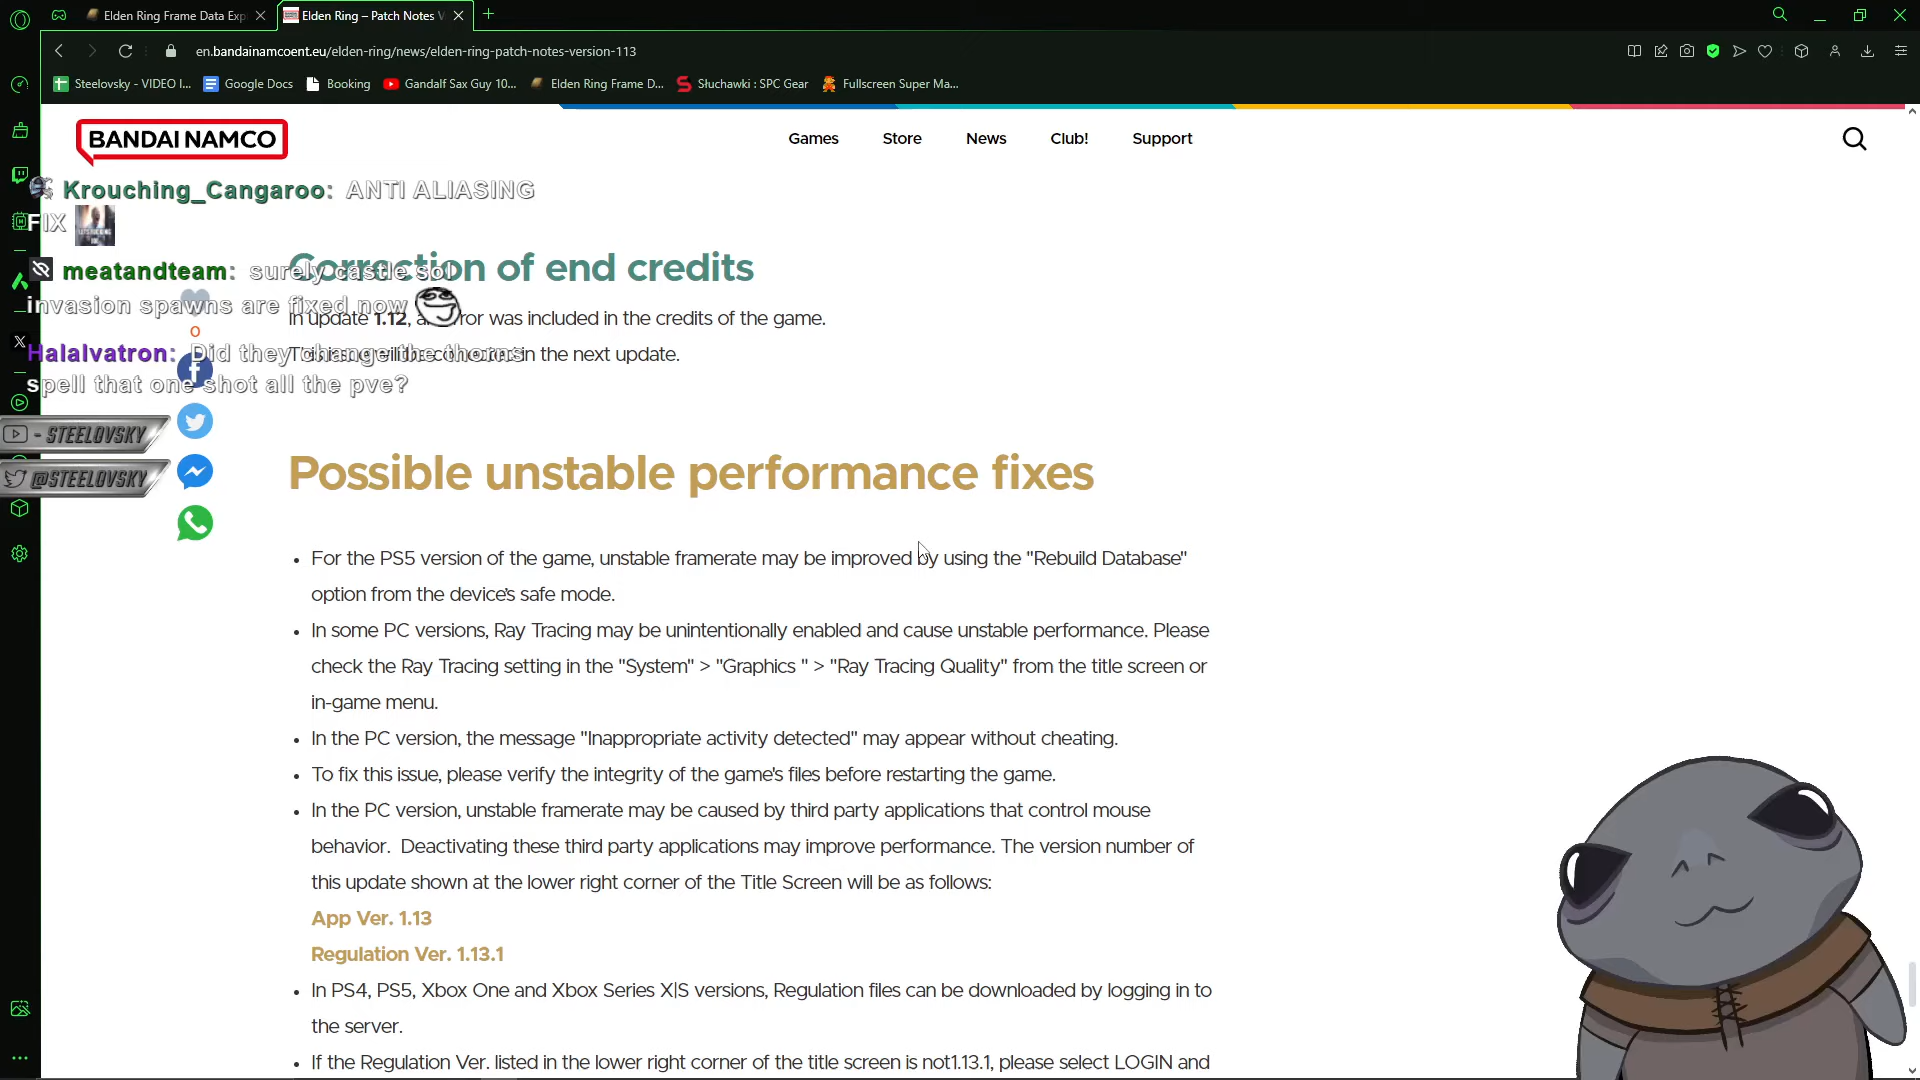 Elden Ring Frame Data Exp
Elden Ring – Patch Notes V
en.bandainamcoent.eu/elden-ring/news/elden-ring-patch-notes-version-113
Steelovsky - VIDEO I...
Google Docs
Booking
Gandalf Sax Guy 10...
Elden Ring Frame D...
Słuchawki : SPC Gear
Fullscreen Super Ma...
BANDAI NAMCO
Games
Store
News
Club!
Support
Krouching_Cangaroo: ANTI ALIASING
FIX
meatandteam: surely castle sol
invasion spawns are fixed now
Halalvatron: Did they change the thorns
spell that one shot all the pve?
- STEELOVSKY
@STEELOVSKY
0
Correction of end credits
In update 1.12, an error was included in the credits of the game.
This issue will be corrected in the next update.
Possible unstable performance fixes
• For the PS5 version of the game, unstable framerate may be improved by using the "Rebuild Database"
option from the device's safe mode.
• In some PC versions, Ray Tracing may be unintentionally enabled and cause unstable performance. Please
check the Ray Tracing setting in the "System" > "Graphics " > "Ray Tracing Quality" from the title screen or
in-game menu.
• In the PC version, the message "Inappropriate activity detected" may appear without cheating.
• To fix this issue, please verify the integrity of the game's files before restarting the game.
• In the PC version, unstable framerate may be caused by third party applications that control mouse
behavior.  Deactivating these third party applications may improve performance. The version number of
this update shown at the lower right corner of the Title Screen will be as follows:
App Ver. 1.13
Regulation Ver. 1.13.1
• In PS4, PS5, Xbox One and Xbox Series X|S versions, Regulation files can be downloaded by logging in to
the server.
• If the Regulation Ver. listed in the lower right corner of the title screen is not1.13.1, please select LOGIN and